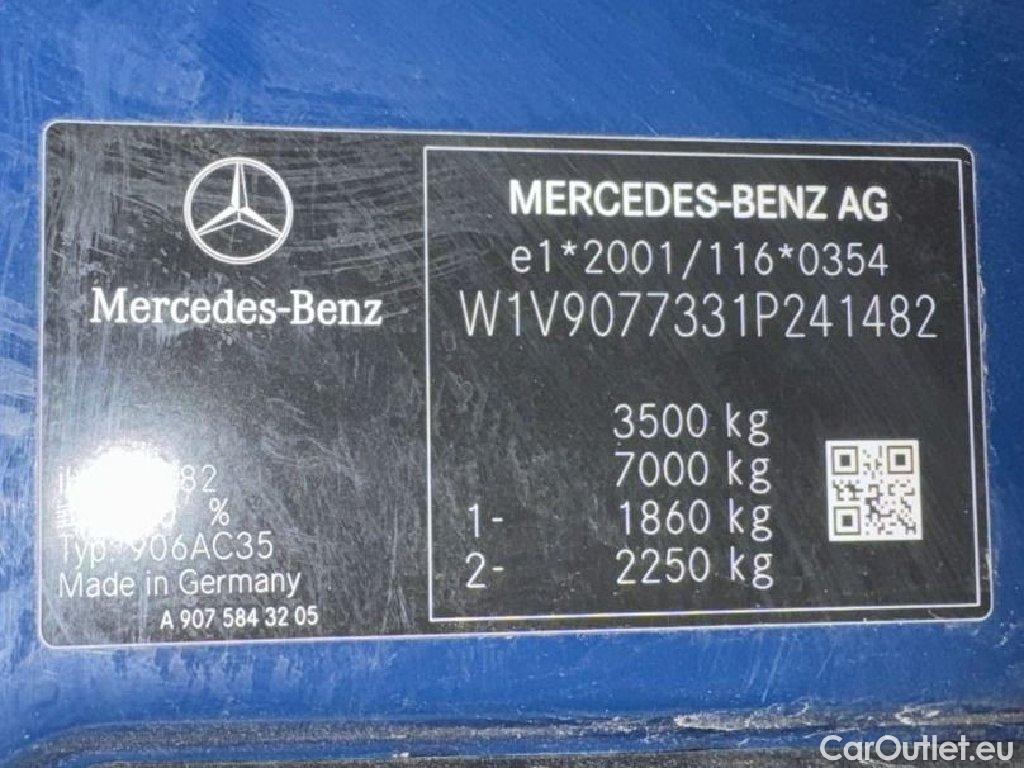 Mercedes-Benz
82
%
Typ: 906AC35
Made in Germany
A 907 584 32 05
MERCEDES-BENZ AG
e1*2001/116*0354
W1V9077331P241482
3500 kg
7000 kg
1- 1860 kg
2- 2250 kg
CarOutlet.eu